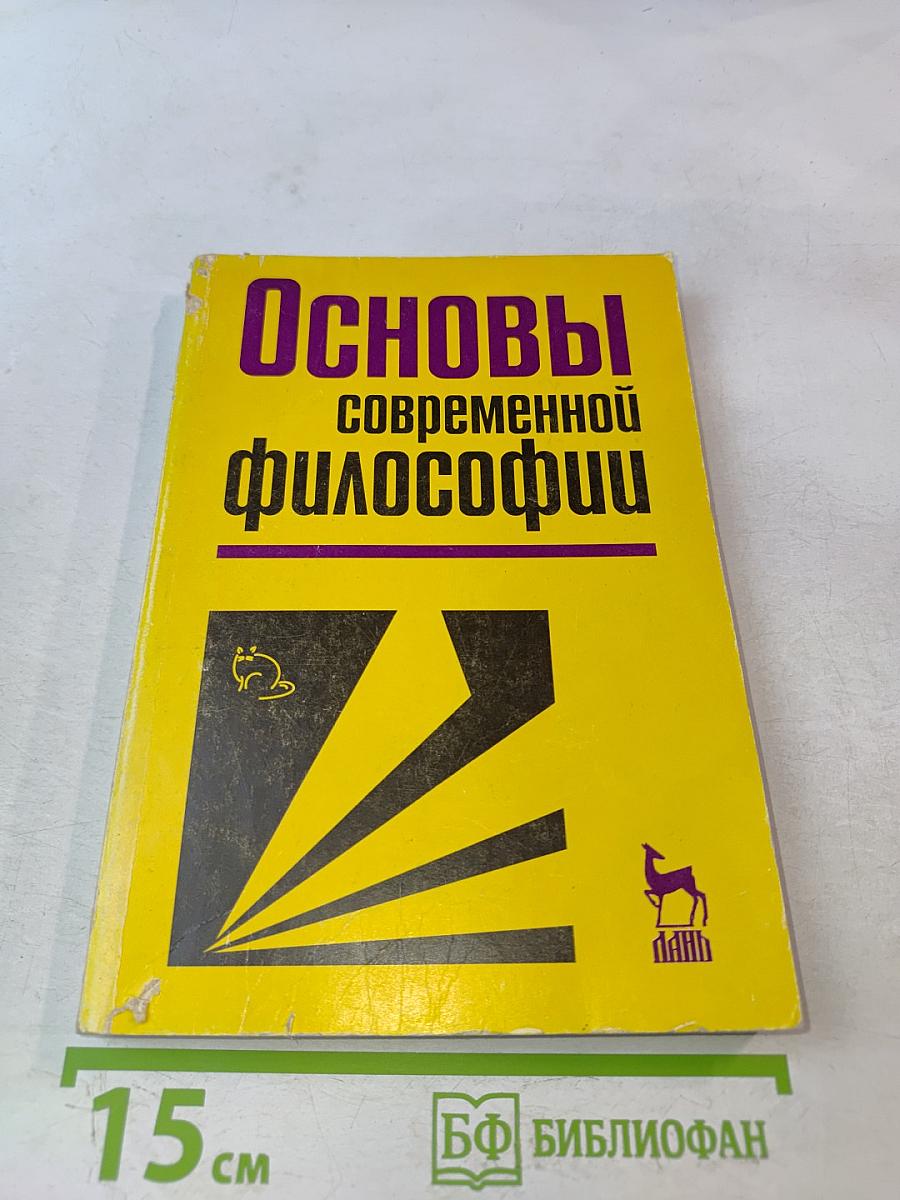 Основы
современной
философии
ЛАНЬ
15 см
БФ БИБЛИОФАН